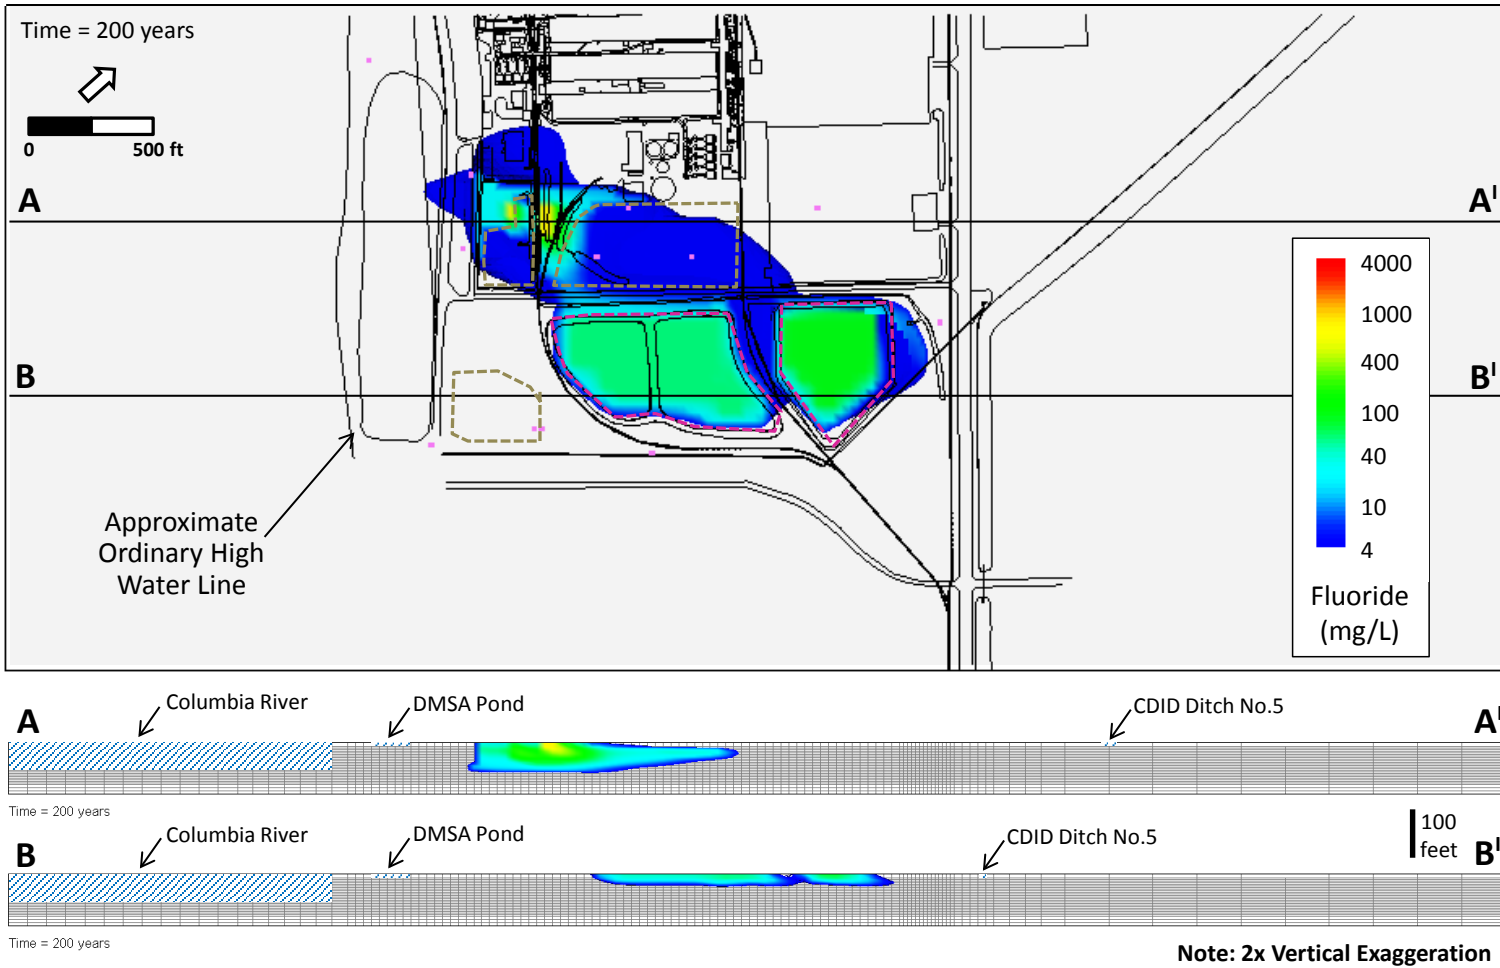 Time = 200 years
0 500 ft
A A'
B B'
4000
1000
400
100
40
10
4
Fluoride
(mg/L)
Approximate
Ordinary High
Water Line
A Columbia River DMSA Pond CDID Ditch No.5 A'
Time = 200 years
100
feet
B Columbia River DMSA Pond CDID Ditch No.5 B'
Time = 200 years
Note: 2x Vertical Exaggeration